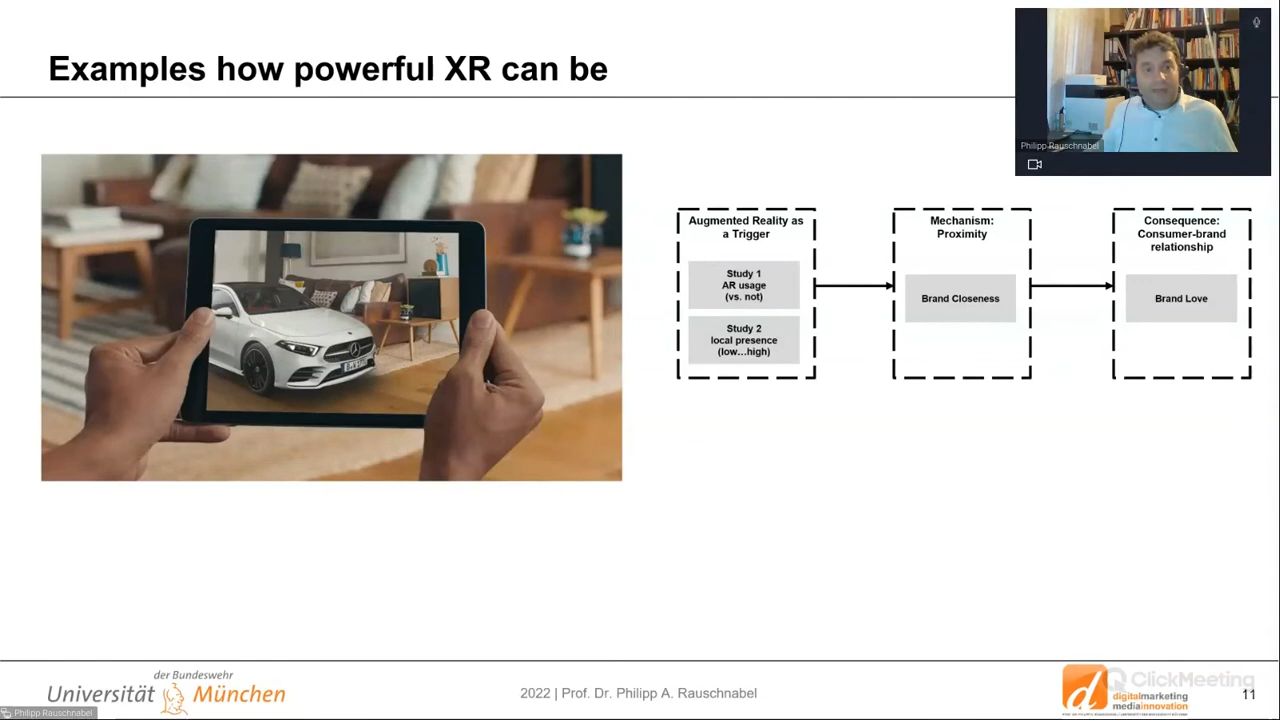 Examples how powerful XR can be
Philipp Rauschnabel
Augmented Reality as
a Trigger
Study 1
AR usage
(vs. not)
Study 2
local presence
(low...high)
Mechanism:
Proximity
Brand Closeness
Consequence:
Consumer-brand
relationship
Brand Love
der Bundeswehr
Universität München
Philipp Rauschnabel
2022 | Prof. Dr. Philipp A. Rauschnabel
d
ClickMeeting
digitalmarketing
mediainnovation
11